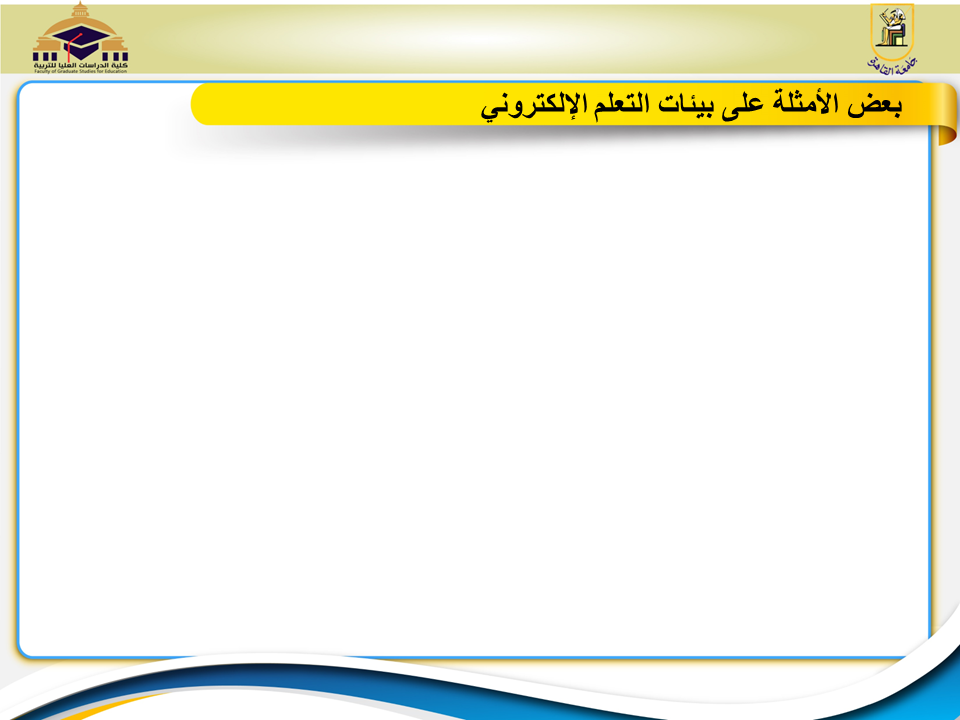 كلية الدراسات العليا للتربية
Faculty of Graduate Studies for Education
جامعة القاهرة
بعض الأمثلة على بيئات التعلم الإلكتروني